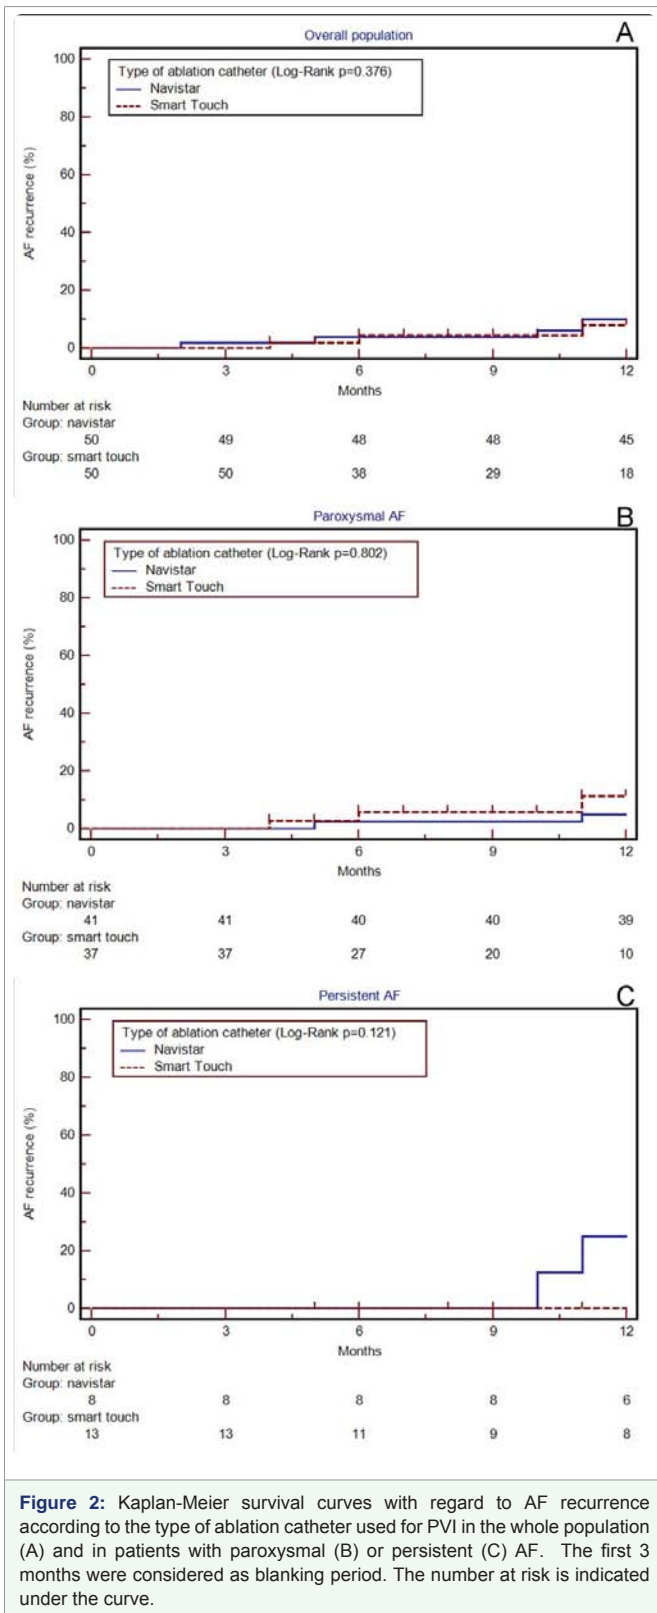 Overall population
A
Type of ablation catheter (Log-Rank p=0.376)
Navistar
Smart Touch
AF recurrence (%)
100
80
60
40
20
0
0 3 6 9 12
Months
Number at risk
Group: navistar
50 49 48 48 45
Group: smart touch
50 50 38 29 18
Paroxysmal AF
B
Type of ablation catheter (Log-Rank p=0.802)
Navistar
Smart Touch
AF recurrence (%)
100
80
60
40
20
0
0 3 6 9 12
Months
Number at risk
Group: navistar
41 41 40 40 39
Group: smart touch
37 37 27 20 10
Persistent AF
C
Type of ablation catheter (Log-Rank p=0.121)
Navistar
Smart Touch
AF recurrence (%)
100
80
60
40
20
0
0 3 6 9 12
Months
Number at risk
Group: navistar
8 8 8 8 6
Group: smart touch
13 13 11 9 8
Figure 2: Kaplan-Meier survival curves with regard to AF recurrence
according to the type of ablation catheter used for PVI in the whole population
(A) and in patients with paroxysmal (B) or persistent (C) AF. The first 3
months were considered as blanking period. The number at risk is indicated
under the curve.